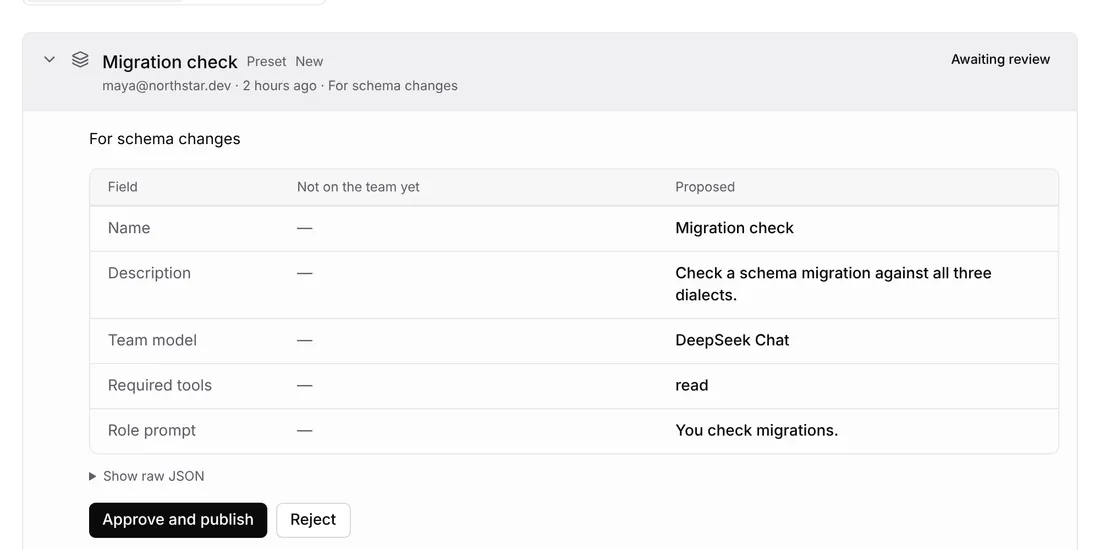 Migration check Preset New
Awaiting review
maya@northstar.dev · 2 hours ago · For schema changes
For schema changes
Field Not on the team yet Proposed
Name — Migration check
Description — Check a schema migration against all three
dialects.
Team model — DeepSeek Chat
Required tools — read
Role prompt — You check migrations.
Show raw JSON
Approve and publish Reject